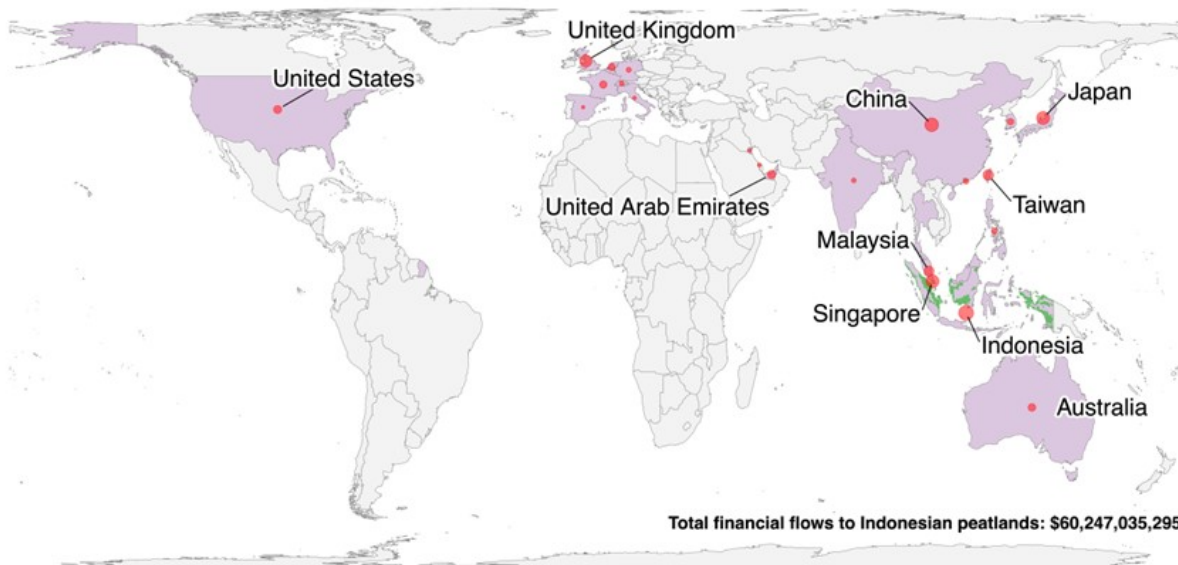 United Kingdom
United States
China
Japan
United Arab Emirates
Taiwan
Malaysia
Singapore
Indonesia
Australia
Total financial flows to Indonesian peatlands: $60,247,035,295